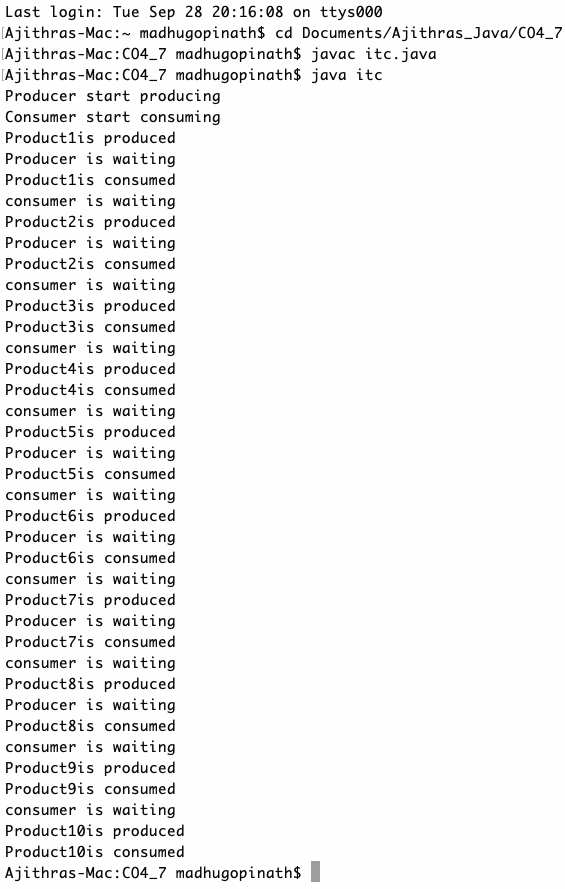 Last login: Tue Sep 28 20:16:08 on ttys000
Ajithras-Mac:~ madhugopinath$ cd Documents/Ajithras_Java/CO4_7
Ajithras-Mac:CO4_7 madhugopinath$ javac itc.java
Ajithras-Mac:CO4_7 madhugopinath$ java itc
Producer start producing
Consumer start consuming
Product1is produced
Producer is waiting
Product1is consumed
consumer is waiting
Product2is produced
Producer is waiting
Product2is consumed
consumer is waiting
Product3is produced
Product3is consumed
consumer is waiting
Product4is produced
Product4is consumed
consumer is waiting
Product5is produced
Producer is waiting
Product5is consumed
consumer is waiting
Product6is produced
Producer is waiting
Product6is consumed
consumer is waiting
Product7is produced
Producer is waiting
Product7is consumed
consumer is waiting
Product8is produced
Producer is waiting
Product8is consumed
consumer is waiting
Product9is produced
Product9is consumed
consumer is waiting
Product10is produced
Product10is consumed
Ajithras-Mac:CO4_7 madhugopinath$